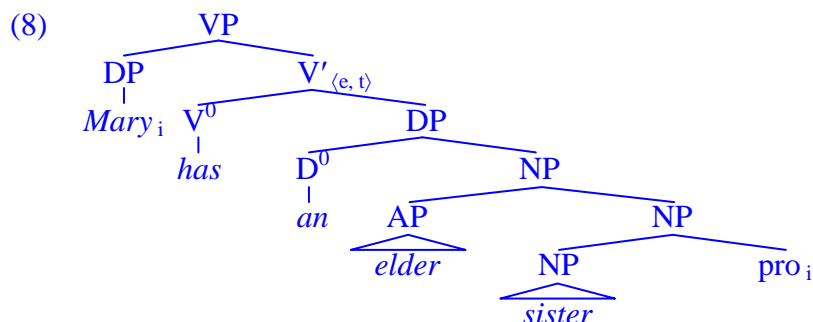 (8) VP
DP V′⟨e, t⟩
Mary i V⁰ DP
has D⁰ NP
an AP NP
elder NP pro i
sister